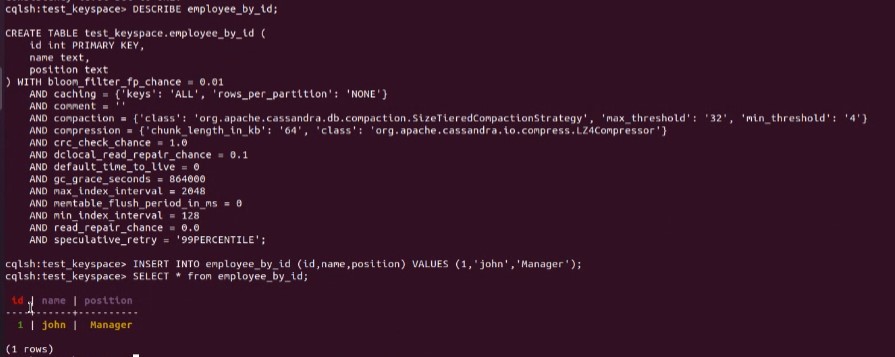 cqlsh:test_keyspace> DESCRIBE employee_by_id;
CREATE TABLE test_keyspace.employee_by_id (
    id int PRIMARY KEY,
    name text,
    position text
) WITH bloom_filter_fp_chance = 0.01
    AND caching = {'keys': 'ALL', 'rows_per_partition': 'NONE'}
    AND comment = ''
    AND compaction = {'class': 'org.apache.cassandra.db.compaction.SizeTieredCompactionStrategy', 'max_threshold': '32', 'min_threshold': '4'}
    AND compression = {'chunk_length_in_kb': '64', 'class': 'org.apache.cassandra.io.compress.LZ4Compressor'}
    AND crc_check_chance = 1.0
    AND dclocal_read_repair_chance = 0.1
    AND default_time_to_live = 0
    AND gc_grace_seconds = 864000
    AND max_index_interval = 2048
    AND memtable_flush_period_in_ms = 0
    AND min_index_interval = 128
    AND read_repair_chance = 0.0
    AND speculative_retry = '99PERCENTILE';
cqlsh:test_keyspace> INSERT INTO employee_by_id (id,name,position) VALUES (1,'john','Manager');
cqlsh:test_keyspace> SELECT * from employee_by_id;
 id | name | position
----+------+----------
  1 | john |  Manager
(1 rows)